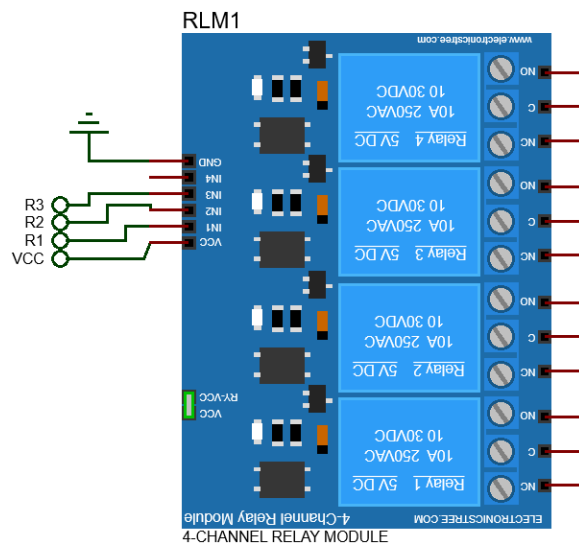 RLM1
www.electronicstree.com
NO
10 30VDC
10A 250VAC
C
Relay 4 5V DC
NC
GND
IN4
IN3
IN2
IN1
VCC
R3
R2
R1
VCC
NO
10 30VDC
10A 250VAC
C
Relay 3 5V DC
NC
NO
10 30VDC
10A 250VAC
C
Relay 2 5V DC
NC
RY-VCC
VCC
NO
10 30VDC
10A 250VAC
C
Relay 1 5V DC
NC
4-Channel Relay Module
ELECTRONICSTREE.COM
4-CHANNEL RELAY MODULE